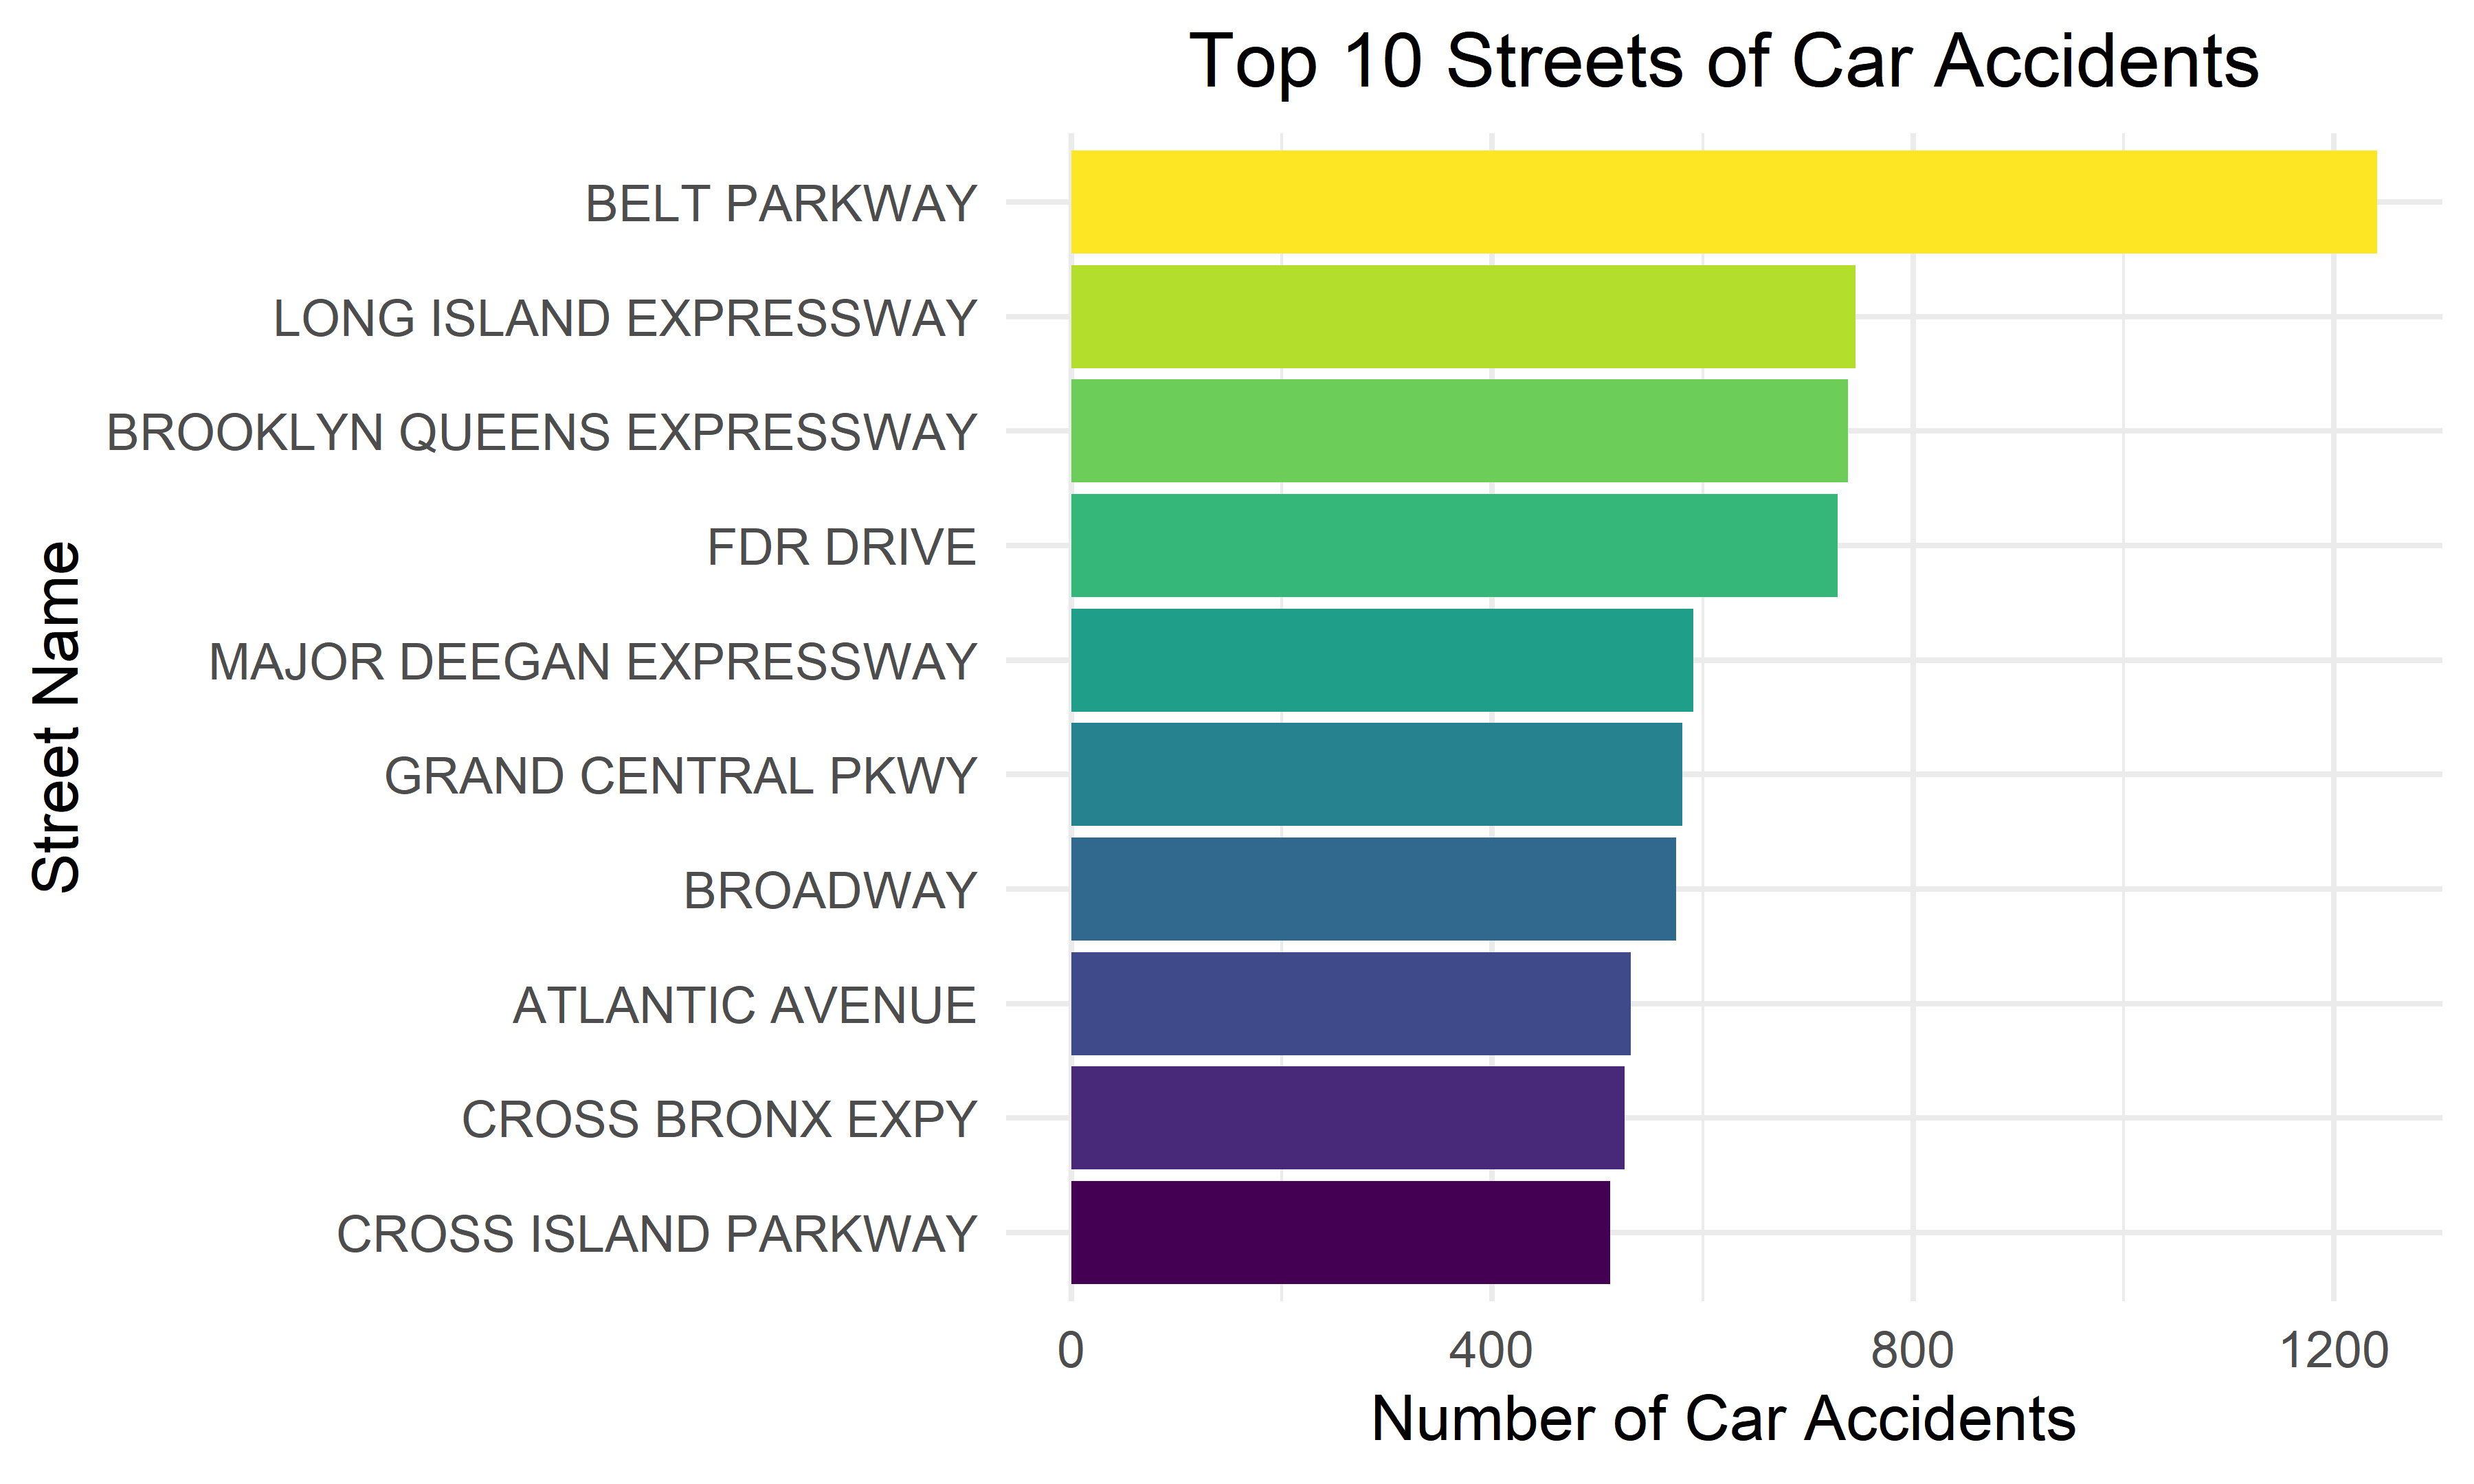 Top 10 Streets of Car Accidents
Street Name
BELT PARKWAY
LONG ISLAND EXPRESSWAY
BROOKLYN QUEENS EXPRESSWAY
FDR DRIVE
MAJOR DEEGAN EXPRESSWAY
GRAND CENTRAL PKWY
BROADWAY
ATLANTIC AVENUE
CROSS BRONX EXPY
CROSS ISLAND PARKWAY
0 400 800 1200
Number of Car Accidents